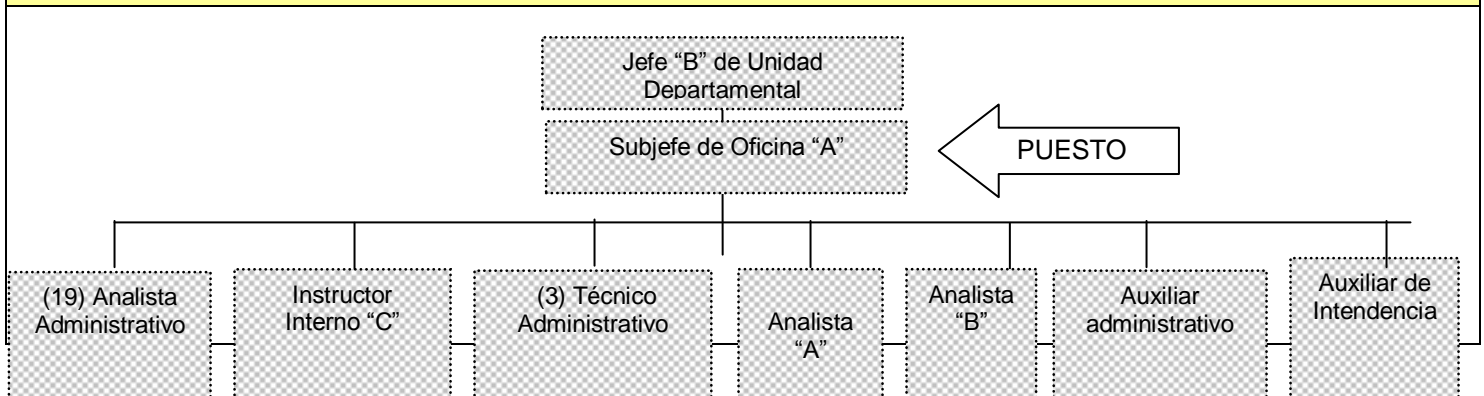 Jefe “B” de Unidad
Departamental
Subjefe de Oficina “A”
PUESTO
(19) Analista
Administrativo
Instructor
Interno “C”
(3) Técnico
Administrativo
Analista
“A”
Analista
“B”
Auxiliar
administrativo
Auxiliar de
Intendencia